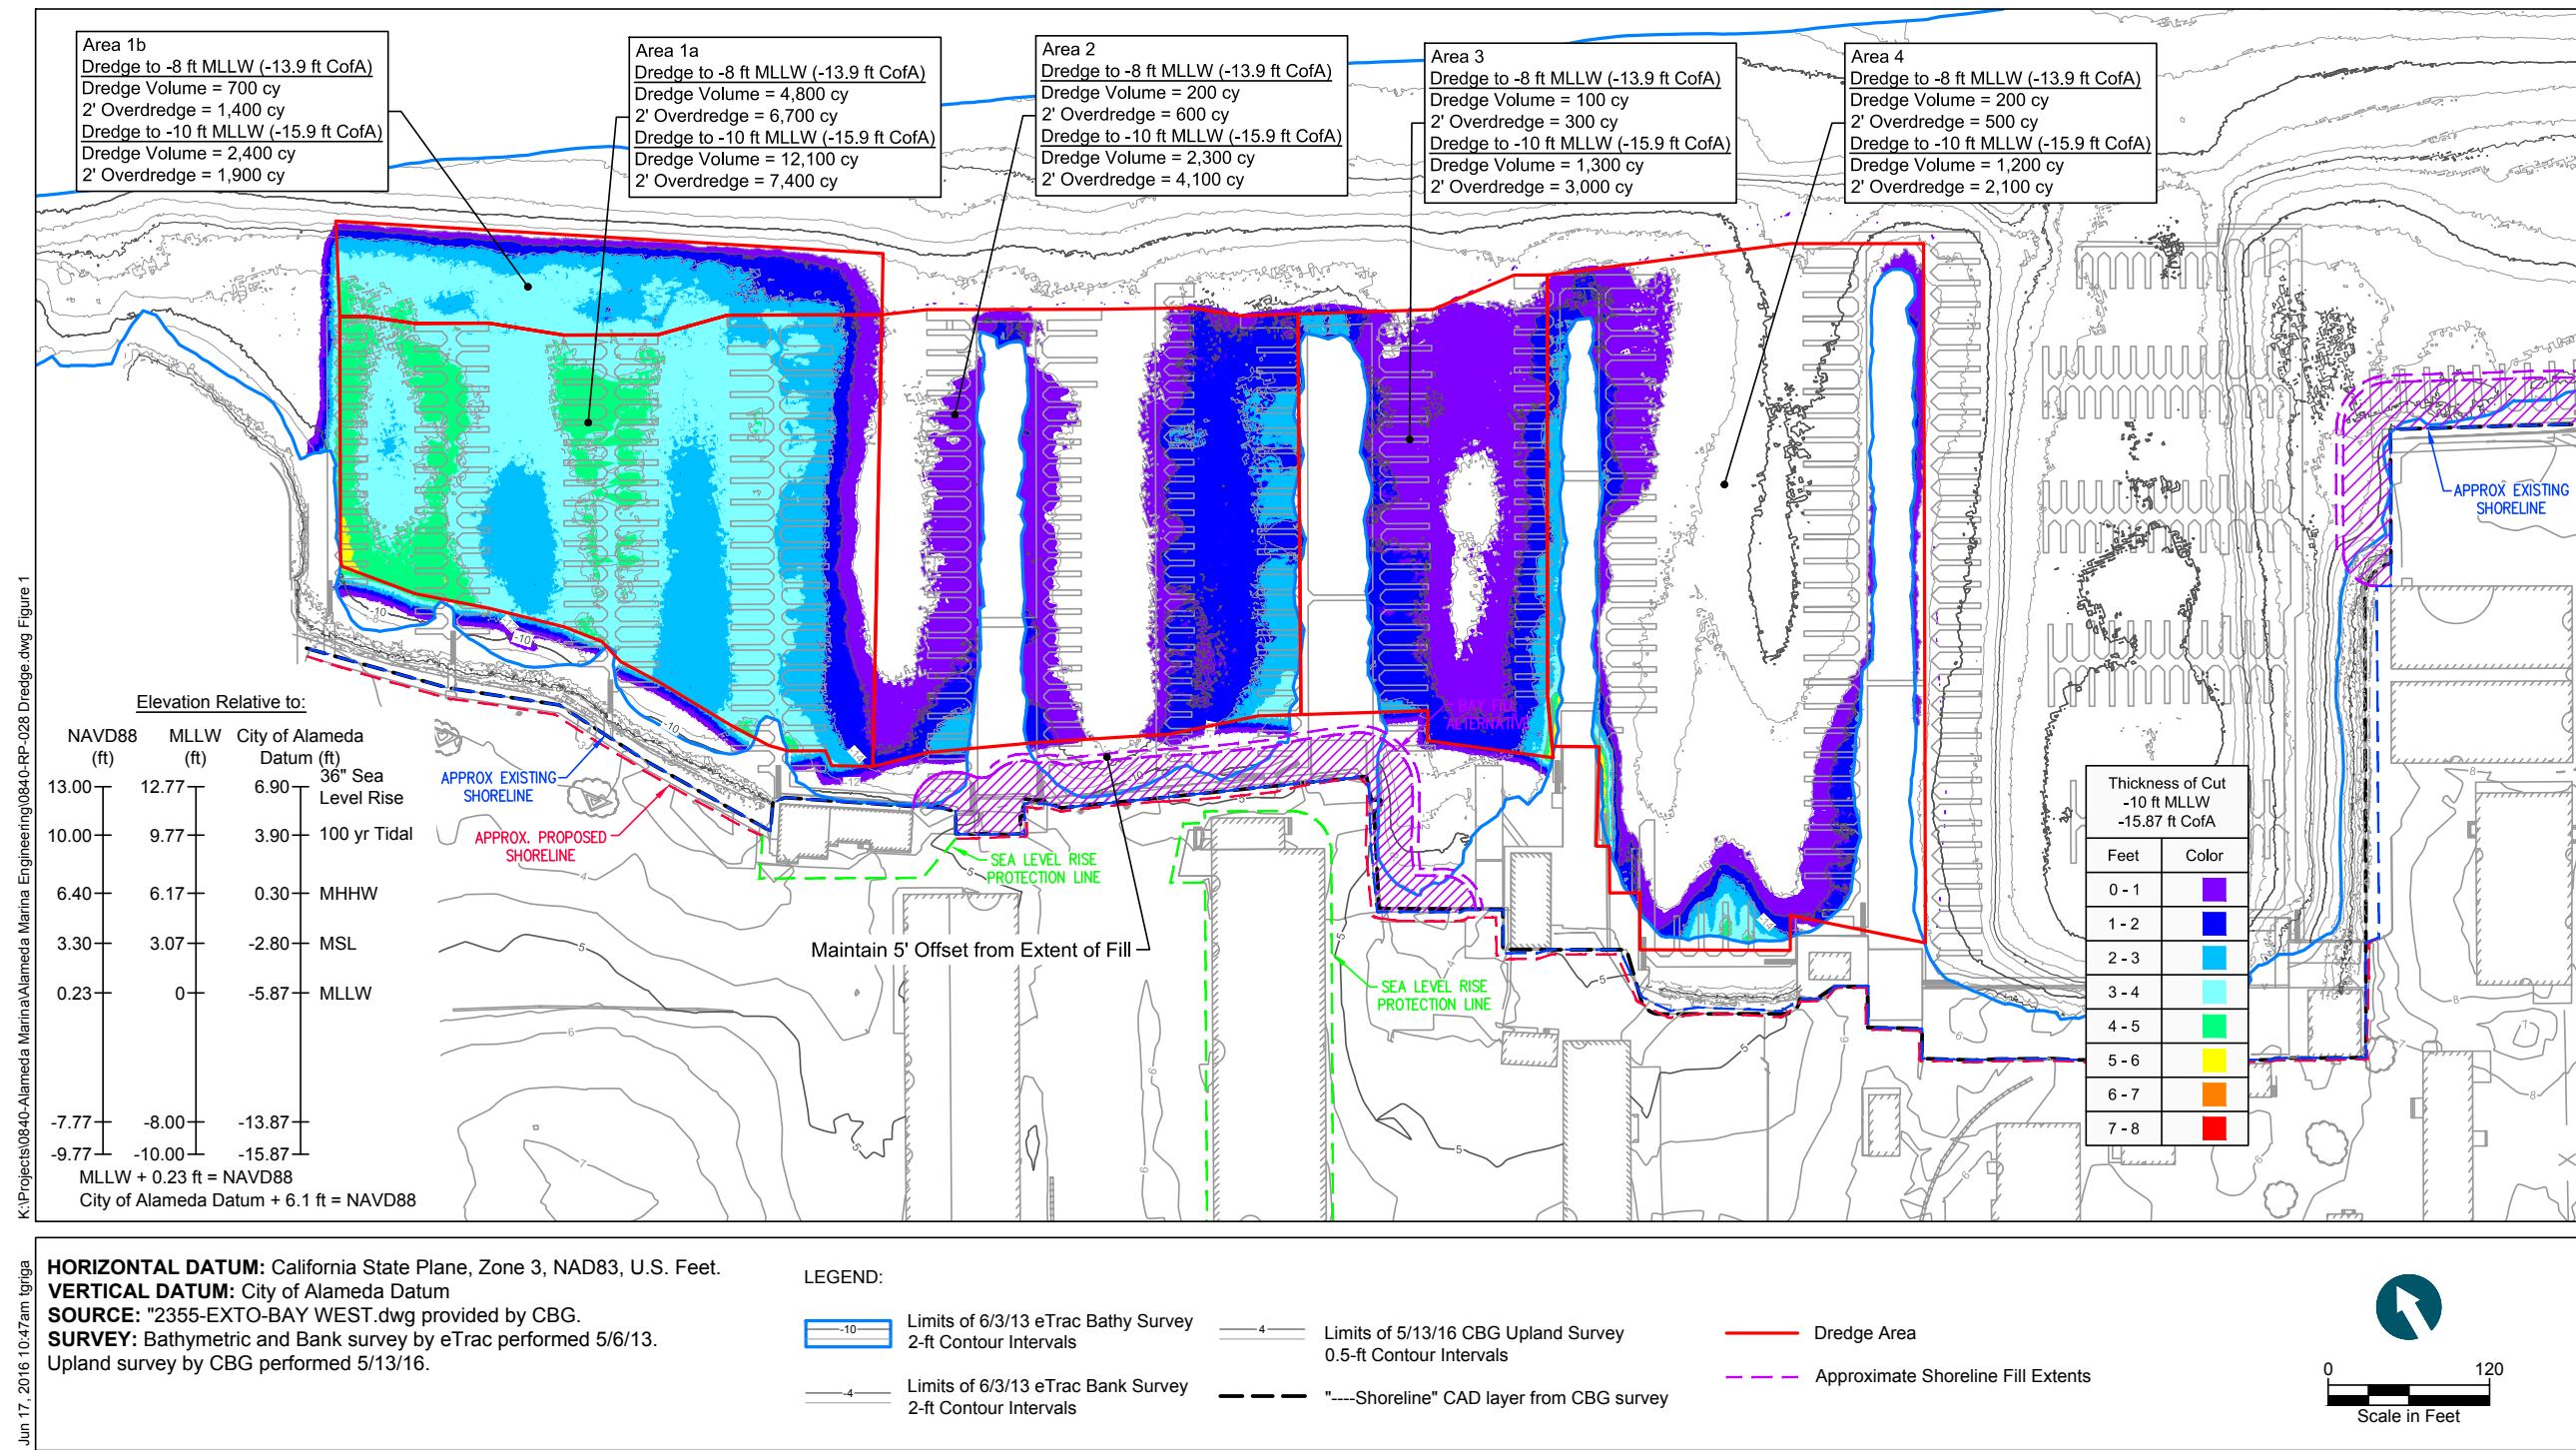 Area 1b
Dredge to -8 ft MLLW (-13.9 ft CofA)
Dredge Volume = 700 cy
2' Overdredge = 1,400 cy
Dredge to -10 ft MLLW (-15.9 ft CofA)
Dredge Volume = 2,400 cy
2' Overdredge = 1,900 cy
Area 1a
Dredge to -8 ft MLLW (-13.9 ft CofA)
Dredge Volume = 4,800 cy
2' Overdredge = 6,700 cy
Dredge to -10 ft MLLW (-15.9 ft CofA)
Dredge Volume = 12,100 cy
2' Overdredge = 7,400 cy
Area 2
Dredge to -8 ft MLLW (-13.9 ft CofA)
Dredge Volume = 200 cy
2' Overdredge = 600 cy
Dredge to -10 ft MLLW (-15.9 ft CofA)
Dredge Volume = 2,300 cy
2' Overdredge = 4,100 cy
Area 3
Dredge to -8 ft MLLW (-13.9 ft CofA)
Dredge Volume = 100 cy
2' Overdredge = 300 cy
Dredge to -10 ft MLLW (-15.9 ft CofA)
Dredge Volume = 1,300 cy
2' Overdredge = 3,000 cy
Area 4
Dredge to -8 ft MLLW (-13.9 ft CofA)
Dredge Volume = 200 cy
2' Overdredge = 500 cy
Dredge to -10 ft MLLW (-15.9 ft CofA)
Dredge Volume = 1,200 cy
2' Overdredge = 2,100 cy
APPROX EXISTING
SHORELINE
BAY FILL
ALTERNATIVE
APPROX EXISTING
SHORELINE
APPROX. PROPOSED
SHORELINE
SEA LEVEL RISE
PROTECTION LINE
Maintain 5' Offset from Extent of Fill
SEA LEVEL RISE
PROTECTION LINE
Elevation Relative to:
NAVD88 MLLW City of Alameda
(ft) (ft) Datum (ft)
36" Sea
13.00 12.77 6.90 Level Rise
10.00 9.77 3.90 100 yr Tidal
6.40 6.17 0.30 MHHW
3.30 3.07 -2.80 MSL
0.23 0 -5.87 MLLW
-7.77 -8.00 -13.87
-9.77 -10.00 -15.87
MLLW + 0.23 ft = NAVD88
City of Alameda Datum + 6.1 ft = NAVD88
Thickness of Cut
-10 ft MLLW
-15.87 ft CofA
Feet Color
0 - 1
1 - 2
2 - 3
3 - 4
4 - 5
5 - 6
6 - 7
7 - 8
K:\Projects\0840-Alameda Marina\Alameda Marina Engineering\0840-RP-028 Dredge.dwg Figure 1
Jun 17, 2016 10:47am tgriga
HORIZONTAL DATUM: California State Plane, Zone 3, NAD83, U.S. Feet.
VERTICAL DATUM: City of Alameda Datum
SOURCE: "2355-EXTO-BAY WEST.dwg provided by CBG.
SURVEY: Bathymetric and Bank survey by eTrac performed 5/6/13.
Upland survey by CBG performed 5/13/16.
LEGEND:
-10
Limits of 6/3/13 eTrac Bathy Survey
2-ft Contour Intervals
-4
Limits of 6/3/13 eTrac Bank Survey
2-ft Contour Intervals
4
Limits of 5/13/16 CBG Upland Survey
0.5-ft Contour Intervals
"----Shoreline" CAD layer from CBG survey
Dredge Area
Approximate Shoreline Fill Extents
0 120
Scale in Feet